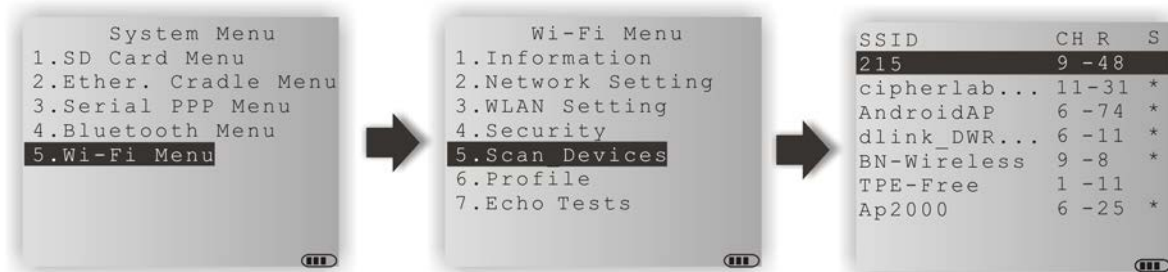 System Menu
1.SD Card Menu
2.Ether. Cradle Menu
3.Serial PPP Menu
4.Bluetooth Menu
5.Wi-Fi Menu
Wi-Fi Menu
1.Information
2.Network Setting
3.WLAN Setting
4.Security
5.Scan Devices
6.Profile
7.Echo Tests
SSID CH R S
215 9 -48
cipherlab... 11-31 *
AndroidAP 6 -74 *
dlink_DWR... 6 -11 *
BN-Wireless 9 -8 *
TPE-Free 1 -11
Ap2000 6 -25 *